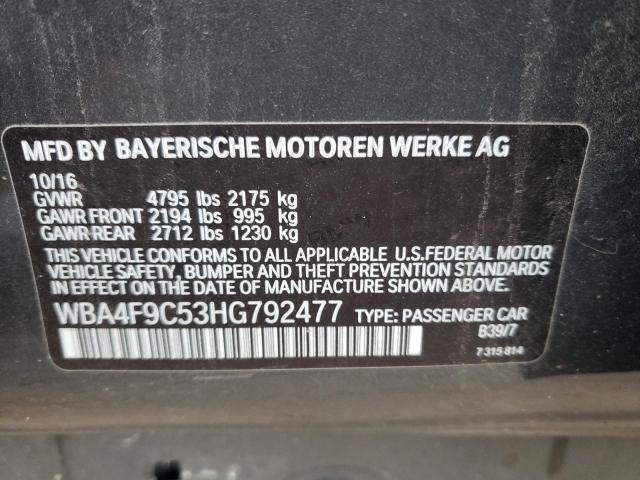 MFD BY BAYERISCHE MOTOREN WERKE AG
10/16
GVWR 4795 lbs 2175 kg
GAWR FRONT 2194 lbs 995 kg
GAWR REAR 2712 lbs 1230 kg
THIS VEHICLE CONFORMS TO ALL APPLICABLE U.S.FEDERAL MOTOR
VEHICLE SAFETY, BUMPER, AND THEFT PREVENTION STANDARDS
IN EFFECT ON THE DATE OF MANUFACTURE SHOWN ABOVE.
WBA4F9C53HG792477 TYPE: PASSENGER CAR
B39/7
7 315 814